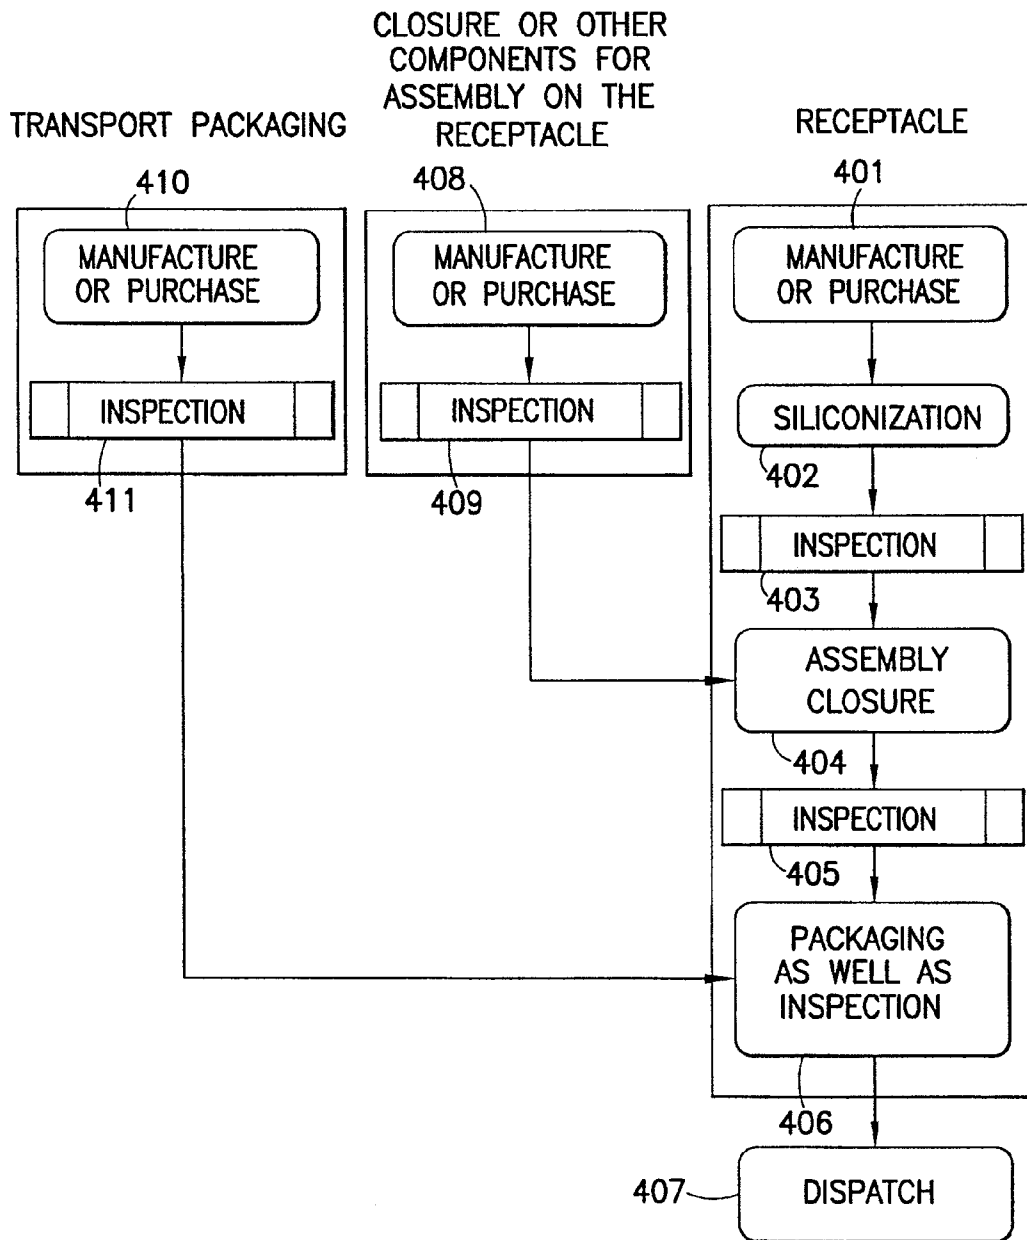 CLOSURE OR OTHER
COMPONENTS FOR
ASSEMBLY ON THE
RECEPTACLE
TRANSPORT PACKAGING
RECEPTACLE
410
408
401
MANUFACTURE
OR PURCHASE
MANUFACTURE
OR PURCHASE
MANUFACTURE
OR PURCHASE
INSPECTION
INSPECTION
SILICONIZATION
411
409
402
INSPECTION
403
ASSEMBLY
CLOSURE
404
INSPECTION
405
PACKAGING
AS WELL AS
INSPECTION
406
407
DISPATCH